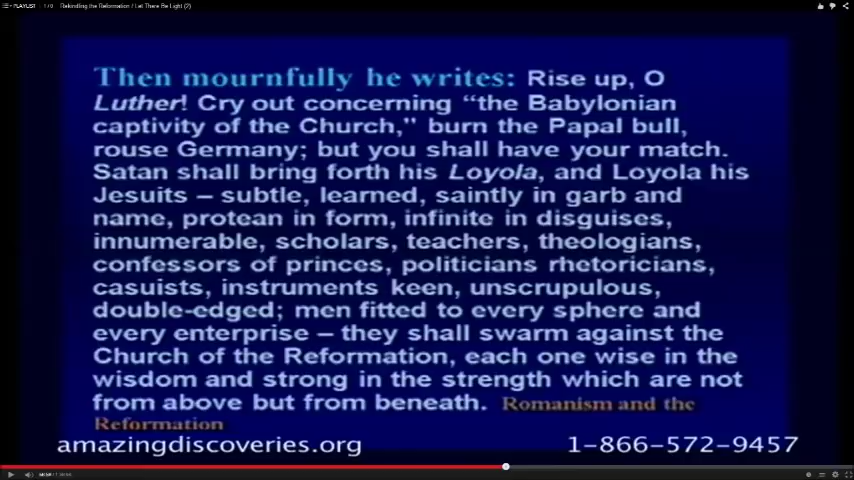 PLAYLIST
Rekindling the Reformation / Let There Be Light (2)
Then mournfully he writes: Rise up, O
Luther! Cry out concerning “the Babylonian
captivity of the Church,” burn the Papal bull,
rouse Germany; but you shall have your match.
Satan shall bring forth his Loyola, and Loyola his
Jesuits – subtle, learned, saintly in garb and
name, protean in form, infinite in disguises,
innumerable, scholars, teachers, theologians,
confessors of princes, politicians rhetoricians,
casuists, instruments keen, unscrupulous,
double-edged; men fitted to every sphere and
every enterprise – they shall swarm against the
Church of the Reformation, each one wise in the
wisdom and strong in the strength which are not
from above but from beneath. Romanism and the
Reformation
amazingdiscoveries.org 1-866-572-9457